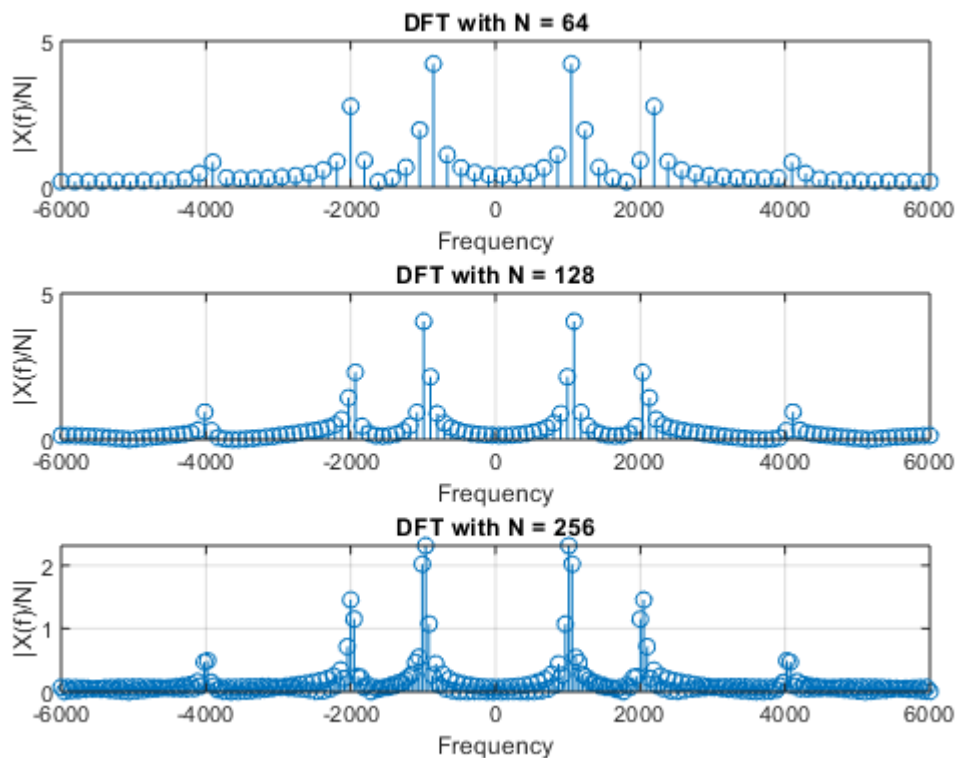 DFT with N = 64
5
0
|X(f)/N|
-6000 -4000 -2000 0 2000 4000 6000
Frequency
DFT with N = 128
5
0
|X(f)/N|
-6000 -4000 -2000 0 2000 4000 6000
Frequency
DFT with N = 256
2
1
0
|X(f)/N|
-6000 -4000 -2000 0 2000 4000 6000
Frequency